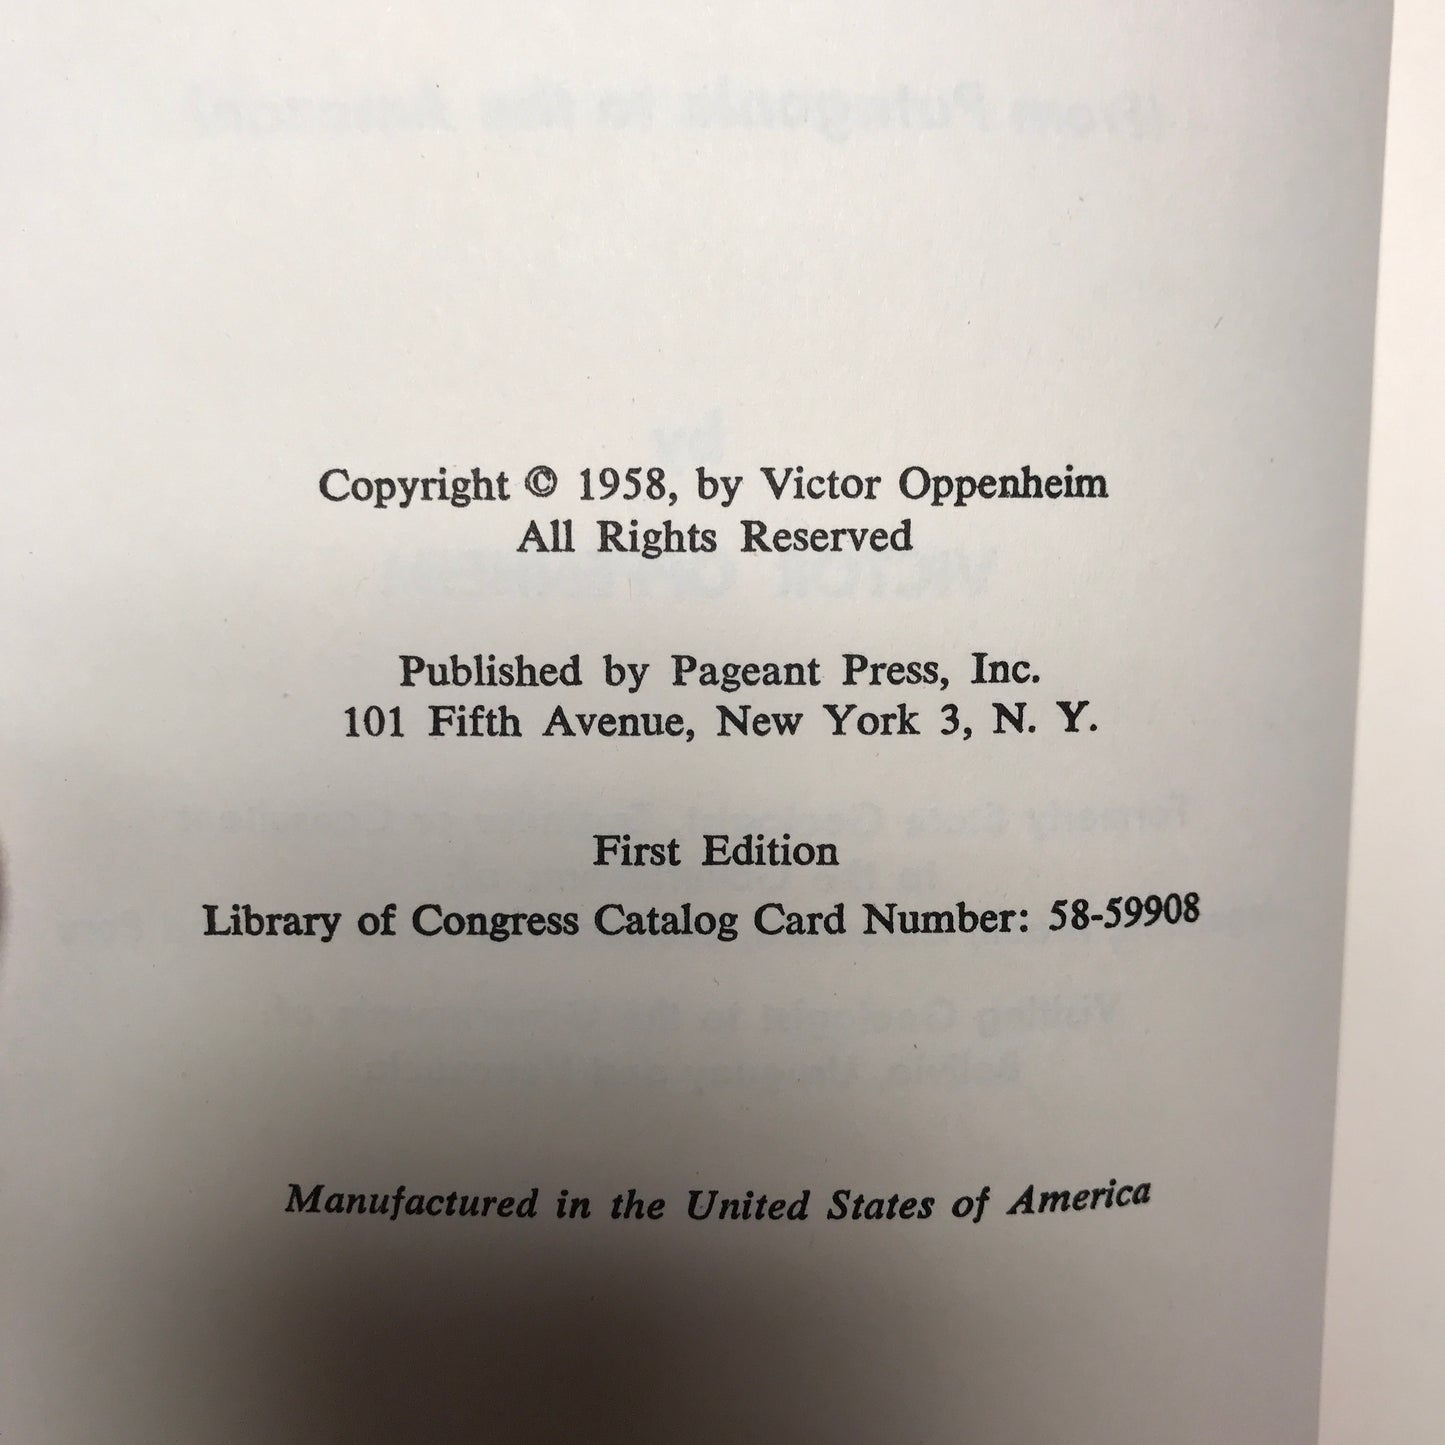 Copyright © 1958, by Victor Oppenheim
All Rights Reserved
Published by Pageant Press, Inc.
101 Fifth Avenue, New York 3, N. Y.
First Edition
Library of Congress Catalog Card Number: 58-59908
Manufactured in the United States of America